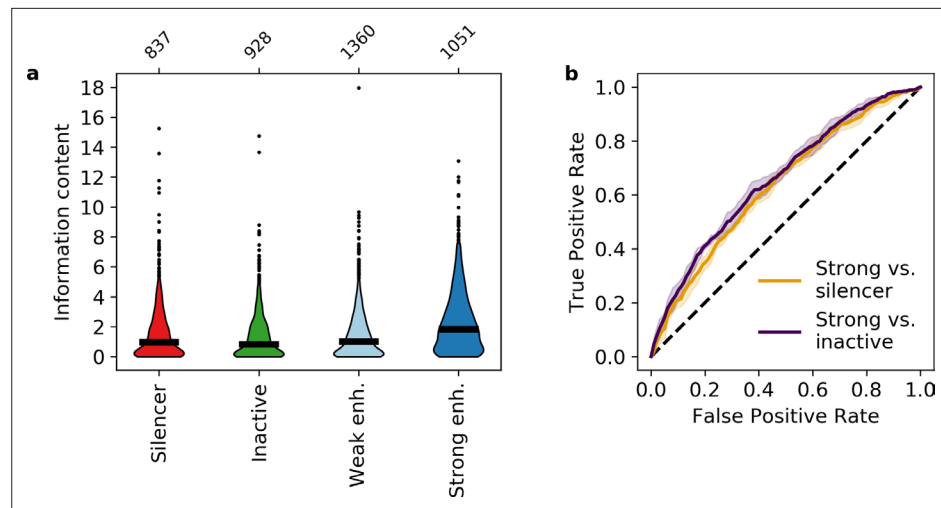 837
928
1360
1051
a
18
16
14
12
10
8
6
4
2
0
Information content
Silencer
Inactive
Weak enh.
Strong enh.
b
1.0
0.8
0.6
0.4
0.2
0.0
True Positive Rate
0.0 0.2 0.4 0.6 0.8 1.0
False Positive Rate
Strong vs.
silencer
Strong vs.
inactive